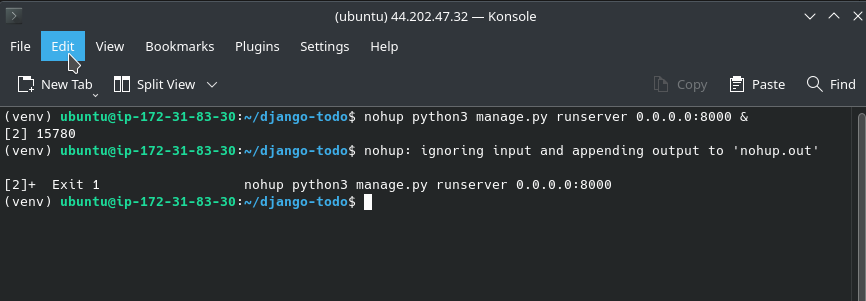 (ubuntu) 44.202.47.32 — Konsole
File Edit View Bookmarks Plugins Settings Help
New Tab Split View Copy Paste Find
(venv) ubuntu@ip-172-31-83-30:~/django-todo$ nohup python3 manage.py runserver 0.0.0.0:8000 &
[2] 15780
(venv) ubuntu@ip-172-31-83-30:~/django-todo$ nohup: ignoring input and appending output to 'nohup.out'
[2]+  Exit 1                  nohup python3 manage.py runserver 0.0.0.0:8000
(venv) ubuntu@ip-172-31-83-30:~/django-todo$